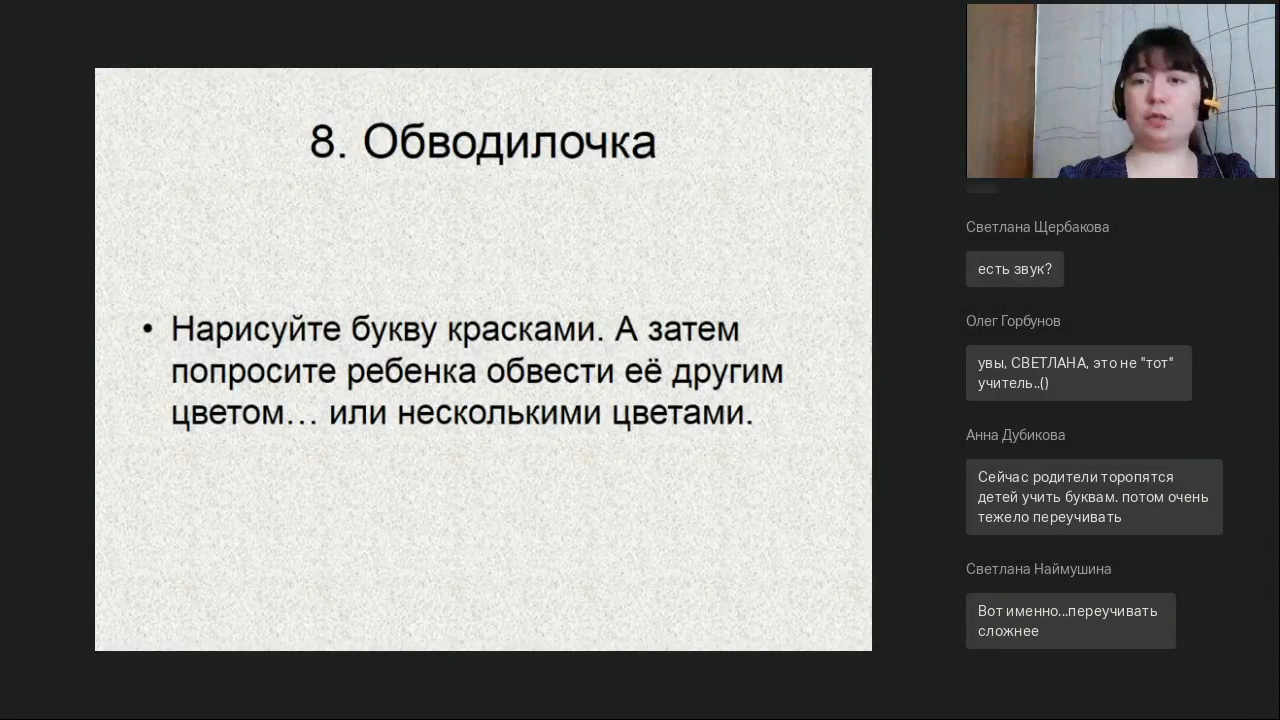 8. Обводилочка
• Нарисуйте букву красками. А затем
попросите ребенка обвести её другим
цветом… или несколькими цветами.
Светлана Щербакова
есть звук?
Олег Горбунов
увы, СВЕТЛАНА, это не "тот"
учитель..()
Анна Дубикова
Сейчас родители торопятся
детей учить буквам. потом очень
тежело переучивать
Светлана Наймушина
Вот именно...переучивать
сложнее